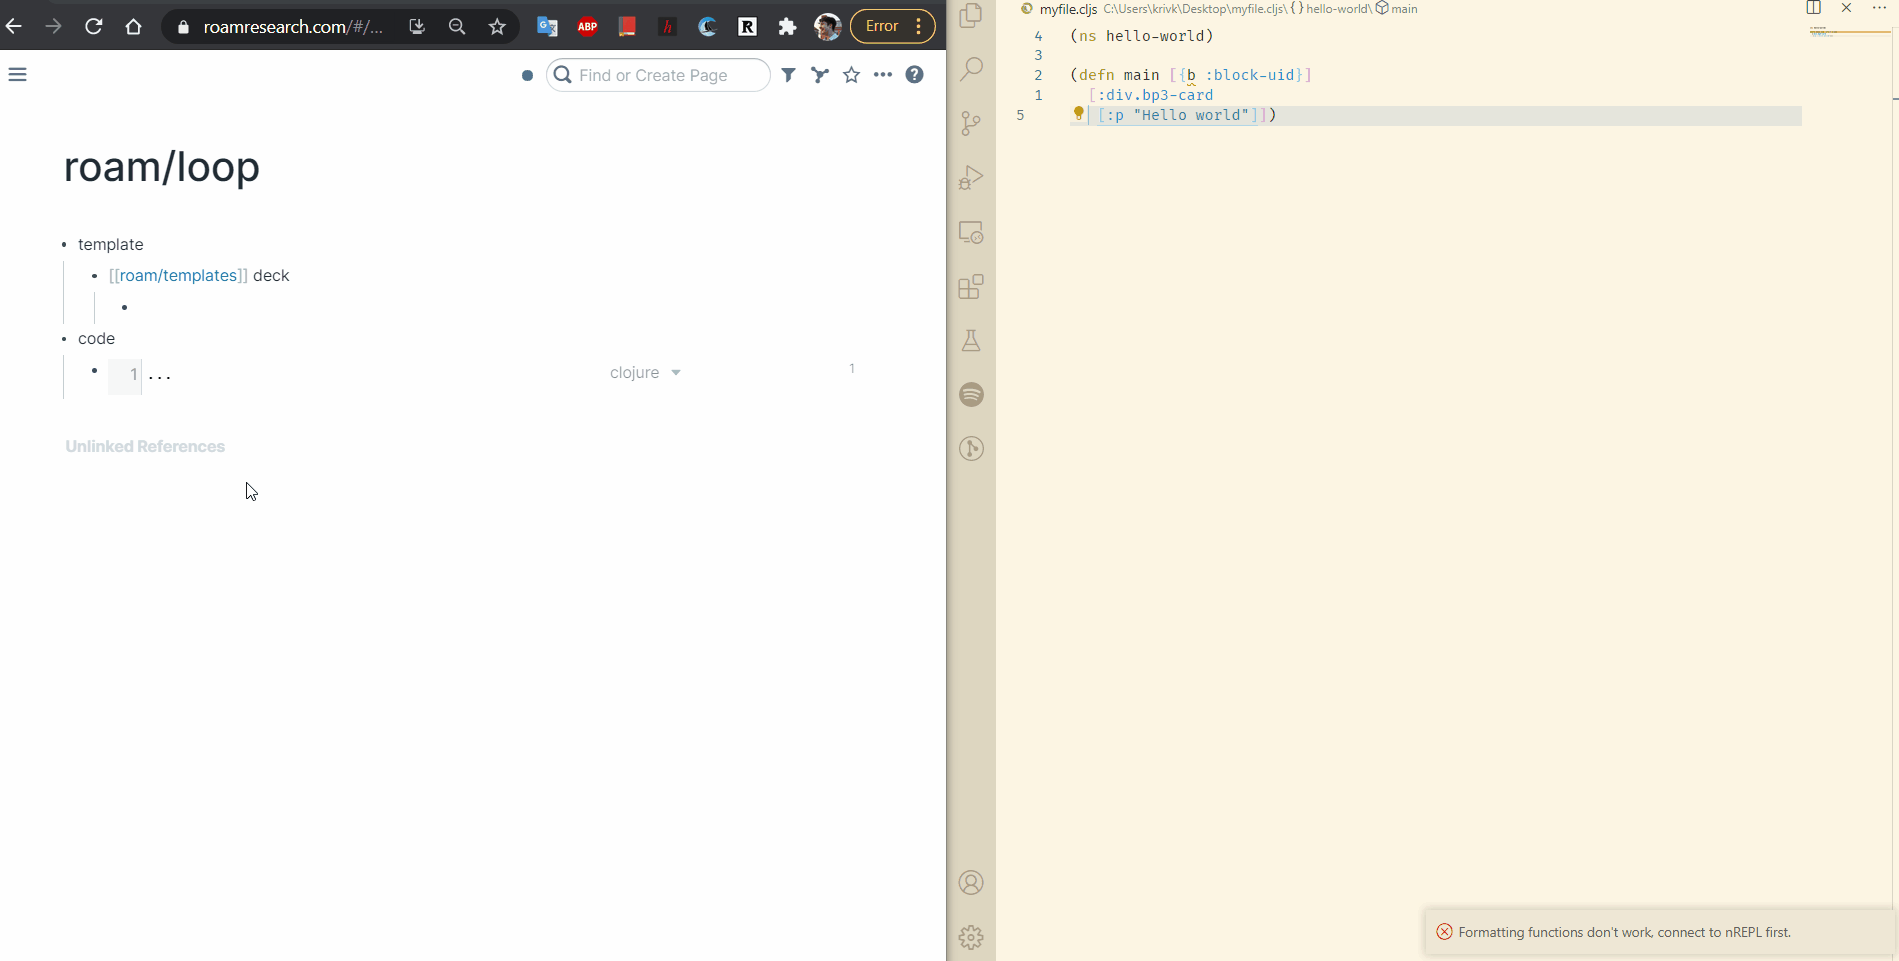 roamresearch.com/#/...
ABP
h
R
Error
Find or Create Page
roam/loop
template
[[roam/templates]] deck
code
1 ...
clojure
1
Unlinked References
myfile.cljs C:\Users\krivk\Desktop\myfile.cljs\{} hello-world\ main
4 (ns hello-world)
3
2 (defn main [{b :block-uid}]
1 [:div.bp3-card
5 [:p "Hello world"]])
Formatting functions don't work, connect to nREPL first.